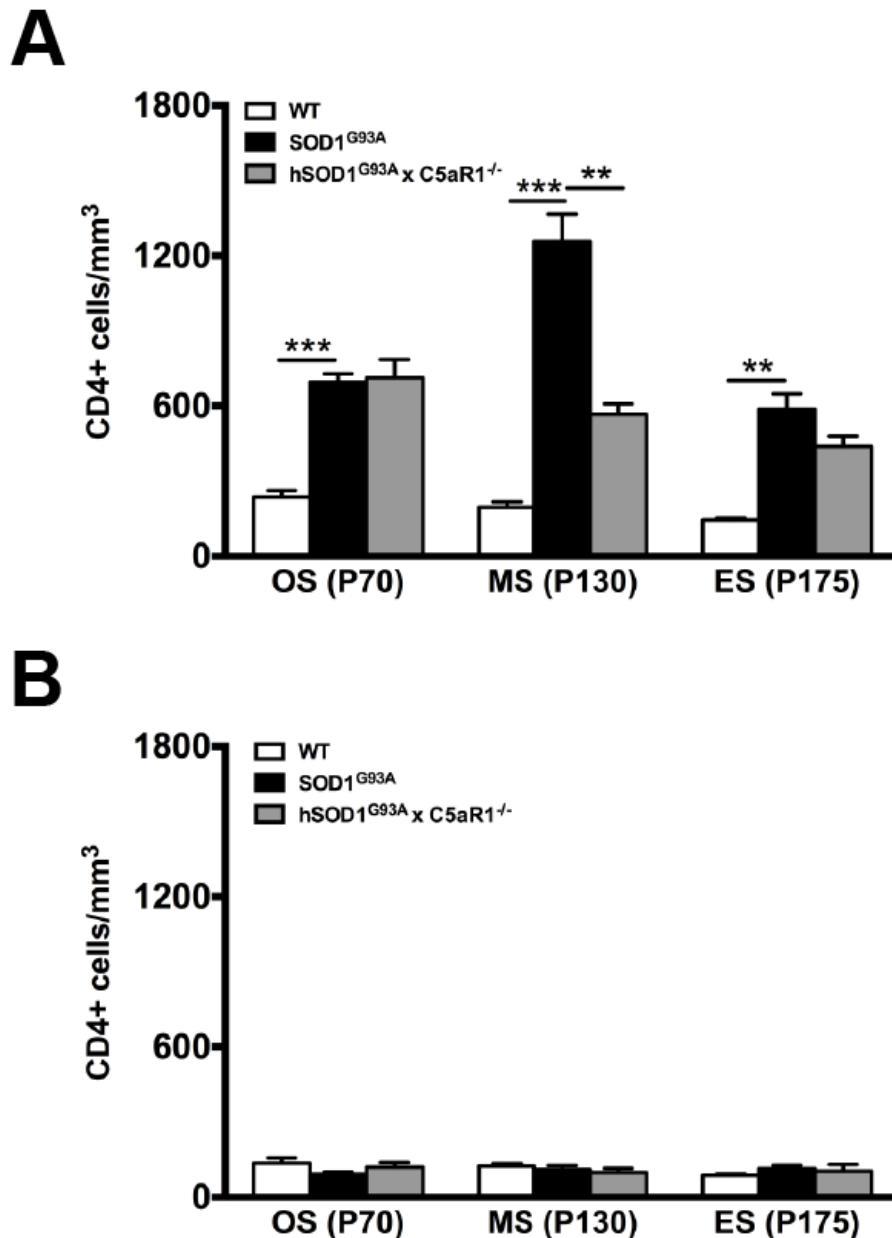 A
1800
WT
SOD1G93A
hSOD1G93A x C5aR1-/-
*** **
1200
CD4+ cells/mm3
***
**
600
0
OS (P70) MS (P130) ES (P175)
B
1800
WT
SOD1G93A
hSOD1G93A x C5aR1-/-
1200
CD4+ cells/mm3
600
0
OS (P70) MS (P130) ES (P175)